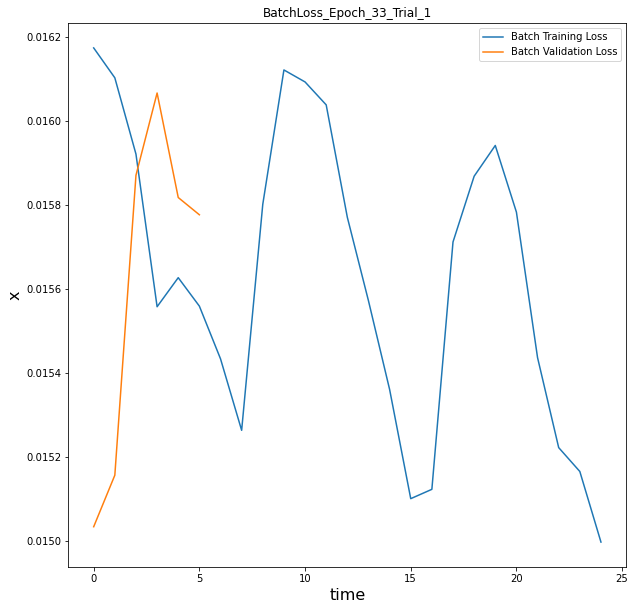 BatchLoss_Epoch_33_Trial_1
Batch Training Loss
Batch Validation Loss
0.0162
0.0160
0.0158
0.0156
0.0154
0.0152
0.0150
x
0 5 10 15 20 25
time